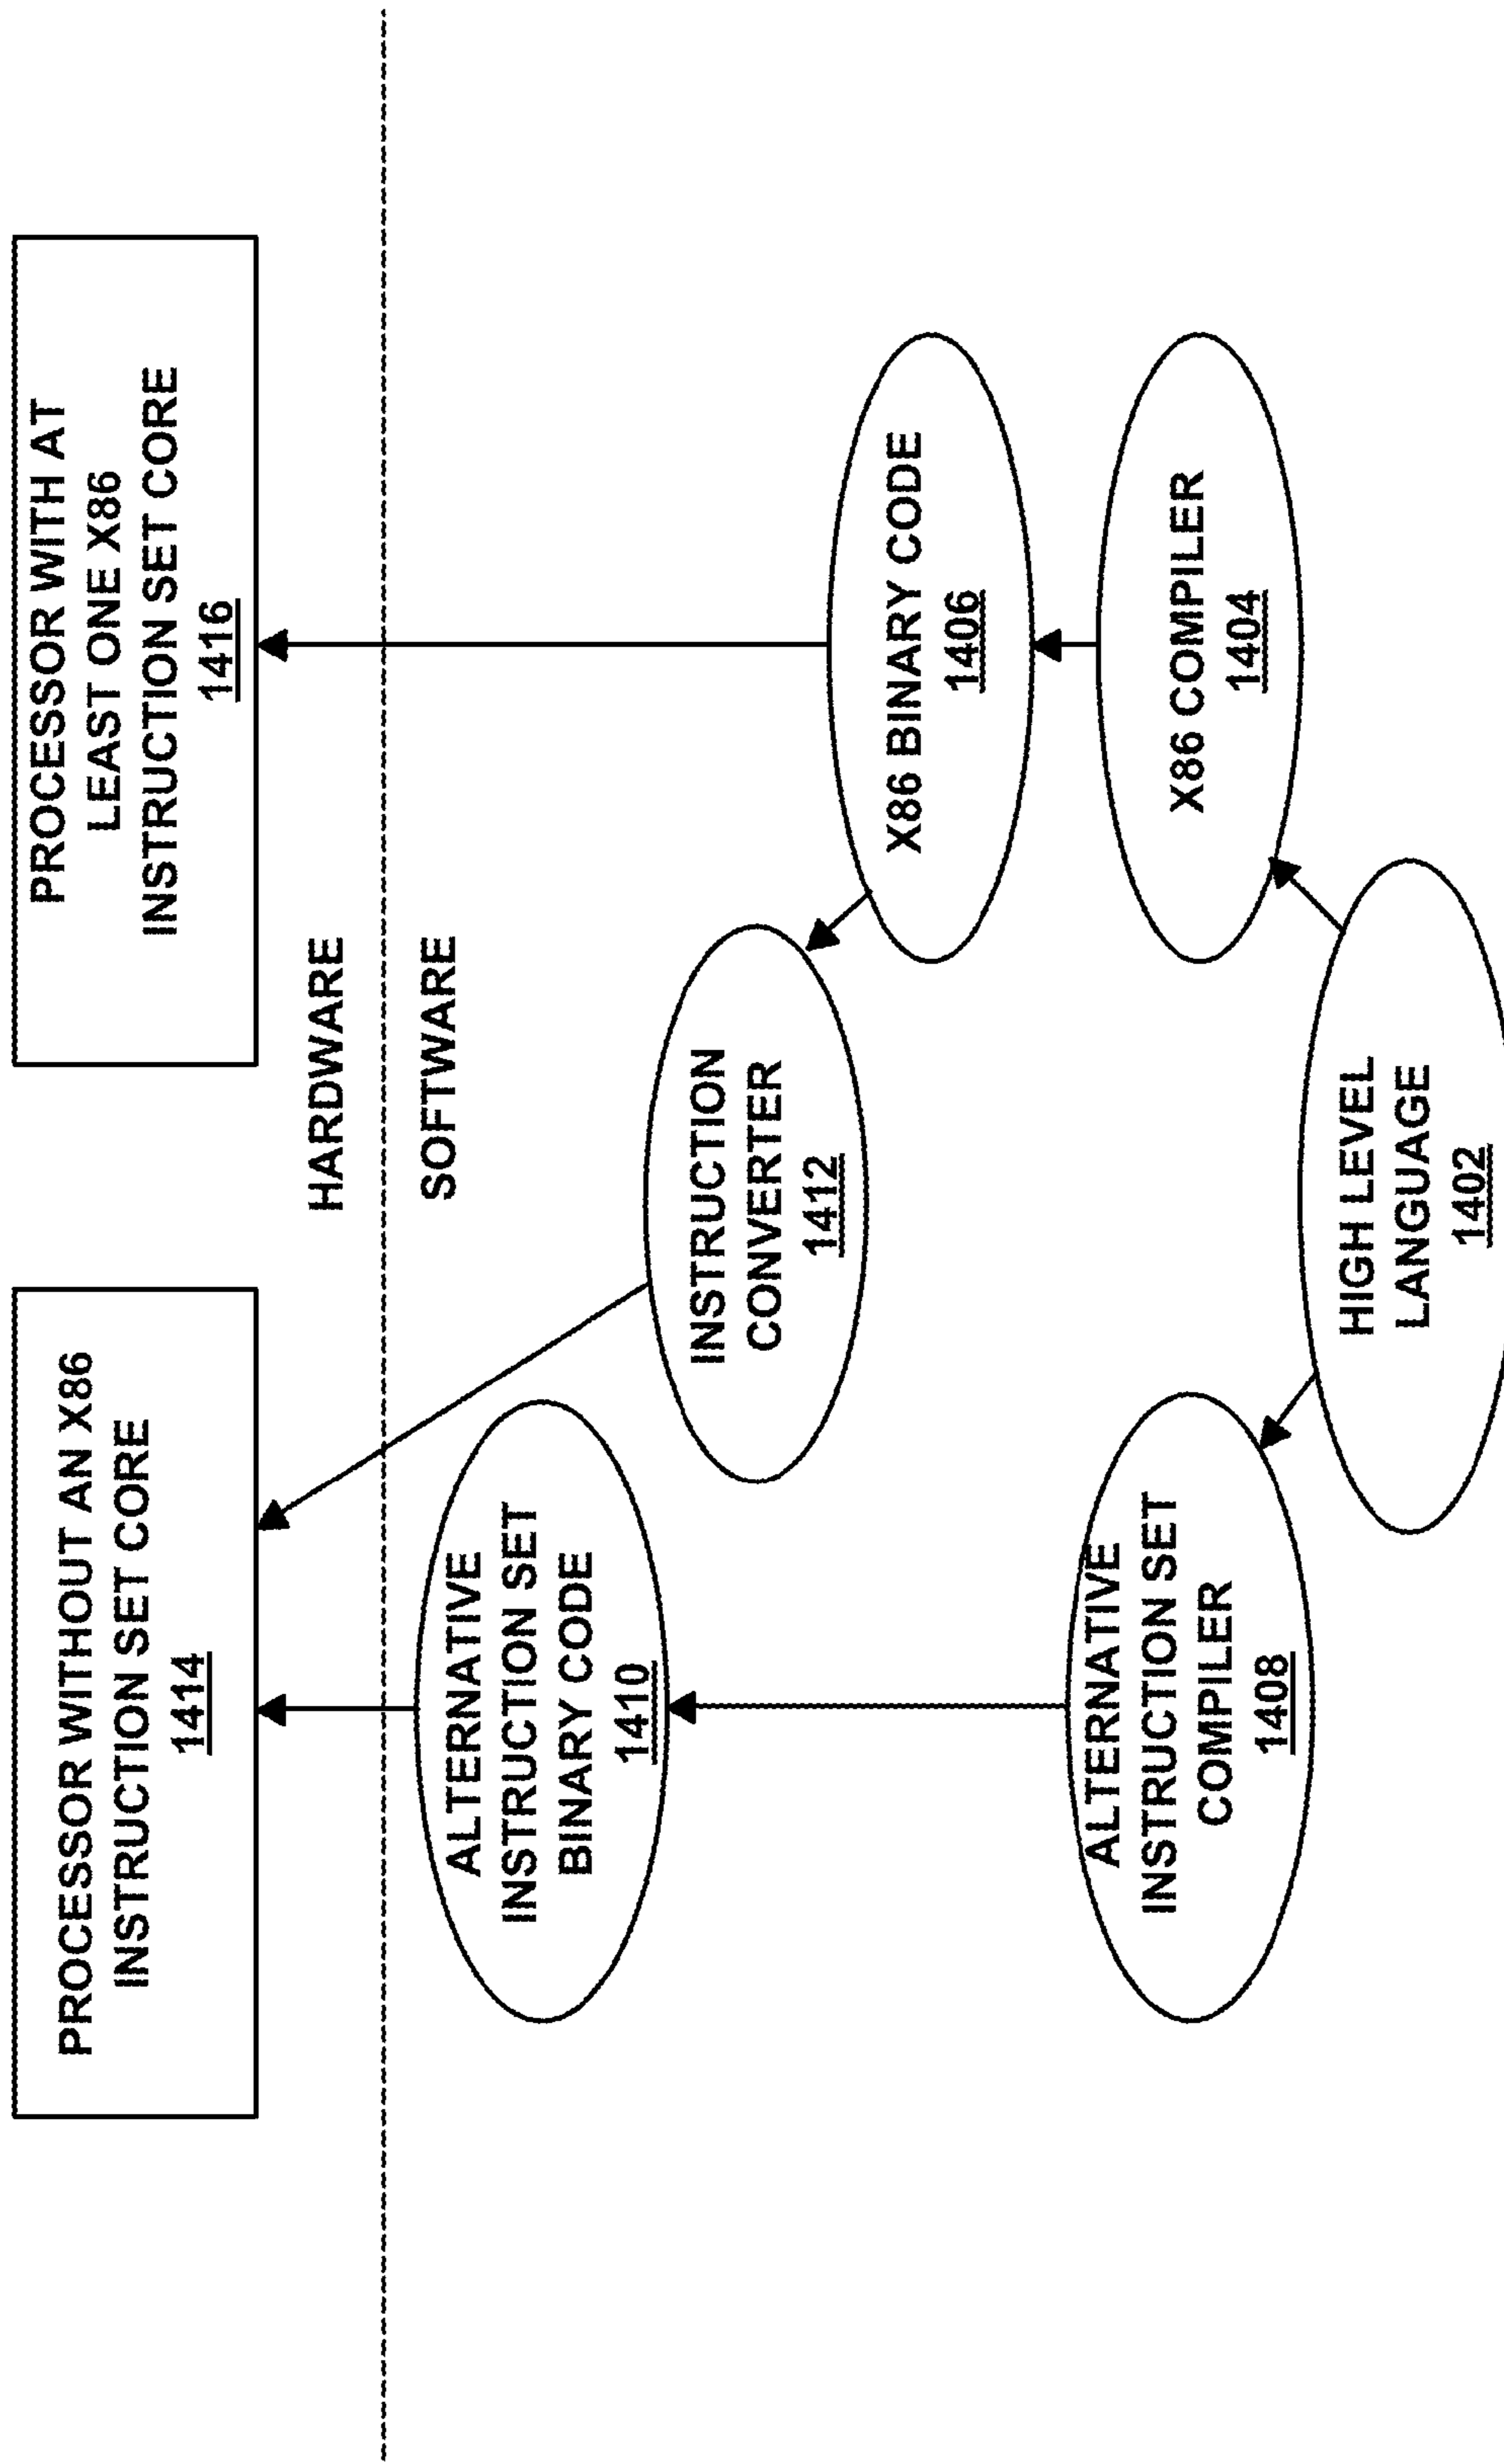 PROCESSOR WITHOUT AN X86
INSTRUCTION SET CORE
1414
PROCESSOR WITH AT
LEAST ONE X86
INSTRUCTION SET CORE
1416
HARDWARE
SOFTWARE
ALTERNATIVE
INSTRUCTION SET
BINARY CODE
1410
INSTRUCTION
CONVERTER
1412
X86 BINARY CODE
1406
ALTERNATIVE
INSTRUCTION SET
COMPILER
1408
X86 COMPILER
1404
HIGH LEVEL
LANGUAGE
1402